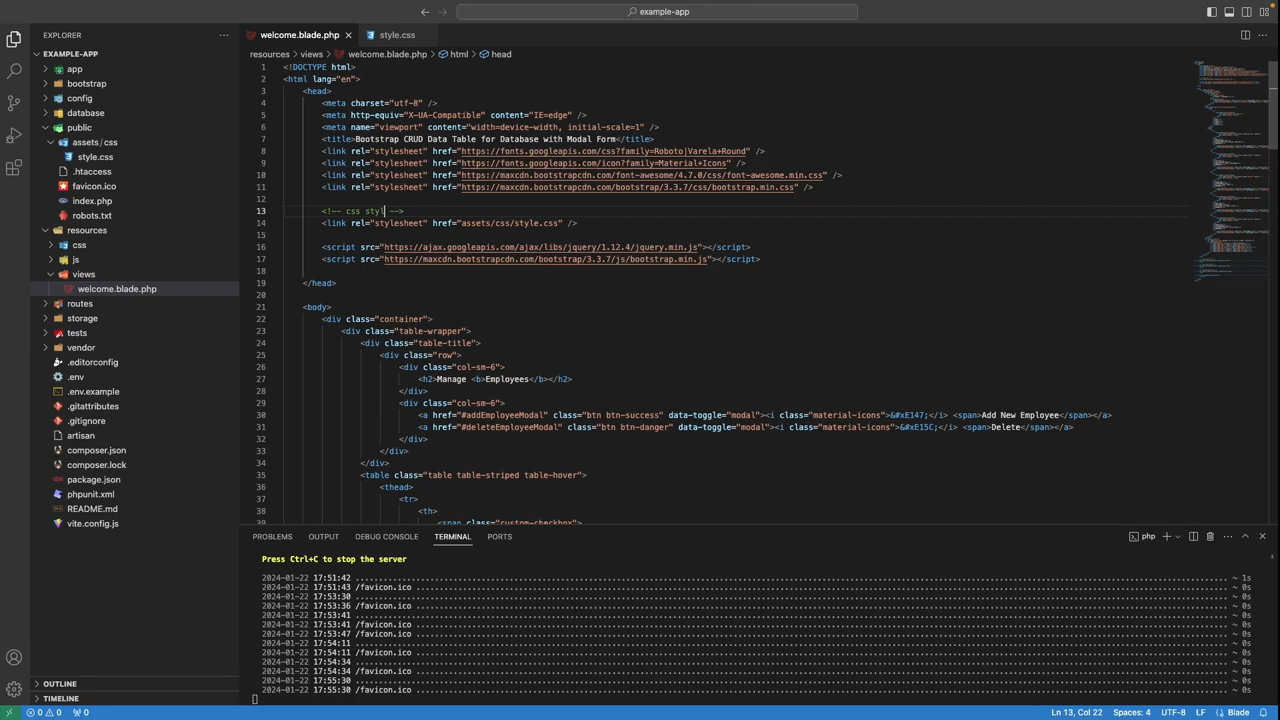 example-app
EXPLORER
welcome.blade.php
style.css
EXAMPLE-APP
resources
views
welcome.blade.php
html
head
app
bootstrap
config
database
public
assets/css
style.css
.htaccess
favicon.ico
index.php
robots.txt
resources
css
js
views
welcome.blade.php
routes
storage
tests
vendor
.editorconfig
.env
.env.example
.gitattributes
.gitignore
artisan
composer.json
composer.lock
package.json
phpunit.xml
README.md
vite.config.js
OUTLINE
TIMELINE
1 <!DOCTYPE html>
2 <html lang="en">
3 <head>
4 <meta charset="utf-8" />
5 <meta http-equiv="X-UA-Compatible" content="IE=edge" />
6 <meta name="viewport" content="width=device-width, initial-scale=1" />
7 <title>Bootstrap CRUD Data Table for Database with Modal Form</title>
8 <link rel="stylesheet" href="https://fonts.googleapis.com/css?family=Roboto|Varela+Round" />
9 <link rel="stylesheet" href="https://fonts.googleapis.com/icon?family=Material+Icons" />
10 <link rel="stylesheet" href="https://maxcdn.bootstrapcdn.com/font-awesome/4.7.0/css/font-awesome.min.css" />
11 <link rel="stylesheet" href="https://maxcdn.bootstrapcdn.com/bootstrap/3.3.7/css/bootstrap.min.css" />
12
13 <!-- css styl -->
14 <link rel="stylesheet" href="assets/css/style.css" />
15
16 <script src="https://ajax.googleapis.com/ajax/libs/jquery/1.12.4/jquery.min.js"></script>
17 <script src="https://maxcdn.bootstrapcdn.com/bootstrap/3.3.7/js/bootstrap.min.js"></script>
18
19 </head>
20
21 <body>
22 <div class="container">
23 <div class="table-wrapper">
24 <div class="table-title">
25 <div class="row">
26 <div class="col-sm-6">
27 <h2>Manage <b>Employees</b></h2>
28 </div>
29 <div class="col-sm-6">
30 <a href="#addEmployeeModal" class="btn btn-success" data-toggle="modal"><i class="material-icons">&#xE147;</i> <span>Add New Employee</span></a>
31 <a href="#deleteEmployeeModal" class="btn btn-danger" data-toggle="modal"><i class="material-icons">&#xE15C;</i> <span>Delete</span></a>
32 </div>
33 </div>
34 </div>
35 <table class="table table-striped table-hover">
36 <thead>
37 <tr>
38 <th>
39 <span class="custom-checkbox">
PROBLEMS
OUTPUT
DEBUG CONSOLE
TERMINAL
PORTS
php
Press Ctrl+C to stop the server
2024-01-22 17:51:42 ~ 1s
2024-01-22 17:51:43 /favicon.ico ~ 0s
2024-01-22 17:53:30 ~ 0s
2024-01-22 17:53:36 /favicon.ico ~ 0s
2024-01-22 17:53:41 ~ 0s
2024-01-22 17:53:41 /favicon.ico ~ 0s
2024-01-22 17:53:47 /favicon.ico ~ 0s
2024-01-22 17:54:11 ~ 0s
2024-01-22 17:54:11 /favicon.ico ~ 0s
2024-01-22 17:54:34 ~ 0s
2024-01-22 17:54:34 /favicon.ico ~ 0s
2024-01-22 17:55:30 ~ 0s
2024-01-22 17:55:30 /favicon.ico ~ 0s
0 0 0
Ln 13, Col 22
Spaces: 4
UTF-8
LF
Blade